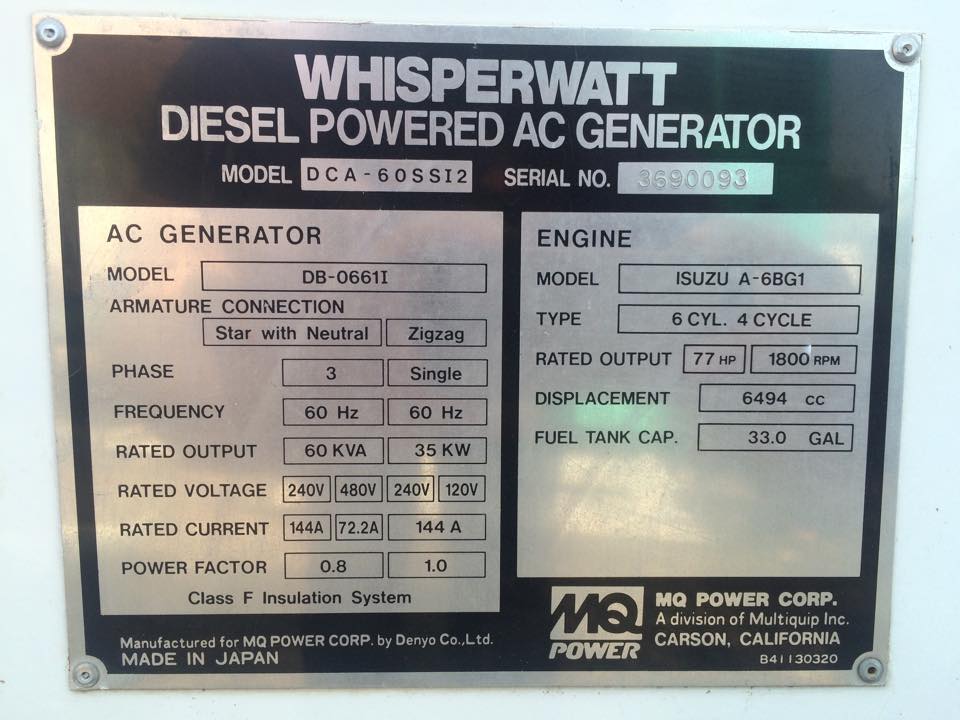 WHISPERWATT
DIESEL POWERED AC GENERATOR
MODEL DCA-60SSI2 SERIAL NO. 3690093
AC GENERATOR
MODEL DB-0661I
ARMATURE CONNECTION
Star with Neutral Zigzag
PHASE 3 Single
FREQUENCY 60 Hz 60 Hz
RATED OUTPUT 60 KVA 35 KW
RATED VOLTAGE 240V 480V 240V 120V
RATED CURRENT 144A 72.2A 144 A
POWER FACTOR 0.8 1.0
Class F Insulation System
ENGINE
MODEL ISUZU A-6BG1
TYPE 6 CYL. 4 CYCLE
RATED OUTPUT 77 HP 1800 RPM
DISPLACEMENT 6494 CC
FUEL TANK CAP. 33.0 GAL
Manufactured for MQ POWER CORP. by Denyo Co., Ltd.
MADE IN JAPAN
MQ
POWER
MQ POWER CORP.
A division of Multiquip Inc.
CARSON, CALIFORNIA
B41130320